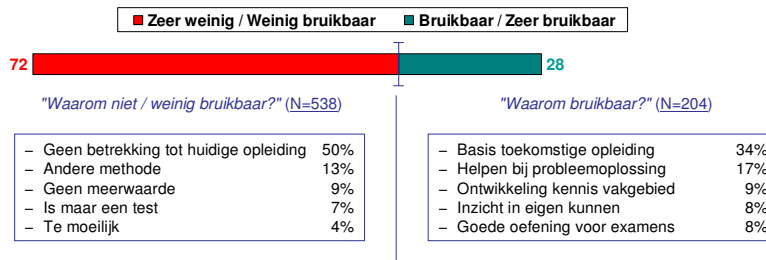 Zeer weinig / Weinig bruikbaar Bruikbaar / Zeer bruikbaar
72 28
"Waarom niet / weinig bruikbaar?" (N=538)
– Geen betrekking tot huidige opleiding 50%
– Andere methode 13%
– Geen meerwaarde 9%
– Is maar een test 7%
– Te moeilijk 4%
"Waarom bruikbaar?" (N=204)
– Basis toekomstige opleiding 34%
– Helpen bij probleemoplossing 17%
– Ontwikkeling kennis vakgebied 9%
– Inzicht in eigen kunnen 8%
– Goede oefening voor examens 8%